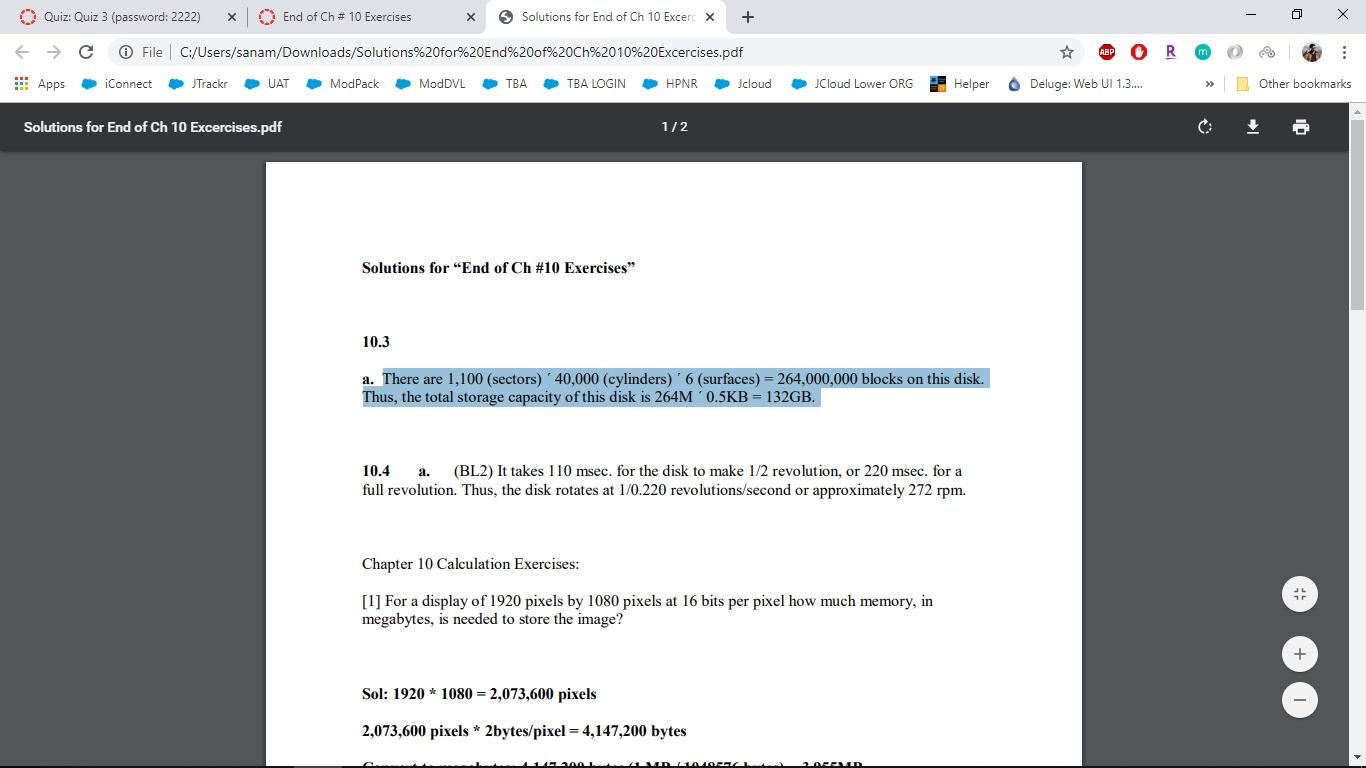 Quiz: Quiz 3 (password: 2222)
End of Ch # 10 Exercises
Solutions for End of Ch 10 Excerc
File
C:/Users/sanam/Downloads/Solutions%20for%20End%20of%20Ch%2010%20Excercises.pdf
ABP
R
m
Apps
iConnect
JTrackr
UAT
ModPack
ModDVL
TBA
TBA LOGIN
HPNR
Jcloud
JCloud Lower ORG
Helper
Deluge: Web UI 1.3....
»
Other bookmarks
Solutions for End of Ch 10 Excercises.pdf
1 / 2
Solutions for “End of Ch #10 Exercises”
10.3
a. There are 1,100 (sectors) ´ 40,000 (cylinders) ´ 6 (surfaces) = 264,000,000 blocks on this disk.
Thus, the total storage capacity of this disk is 264M ´ 0.5KB = 132GB.
10.4 a. (BL2) It takes 110 msec. for the disk to make 1/2 revolution, or 220 msec. for a
full revolution. Thus, the disk rotates at 1/0.220 revolutions/second or approximately 272 rpm.
Chapter 10 Calculation Exercises:
[1] For a display of 1920 pixels by 1080 pixels at 16 bits per pixel how much memory, in
megabytes, is needed to store the image?
Sol: 1920 * 1080 = 2,073,600 pixels
2,073,600 pixels * 2bytes/pixel = 4,147,200 bytes